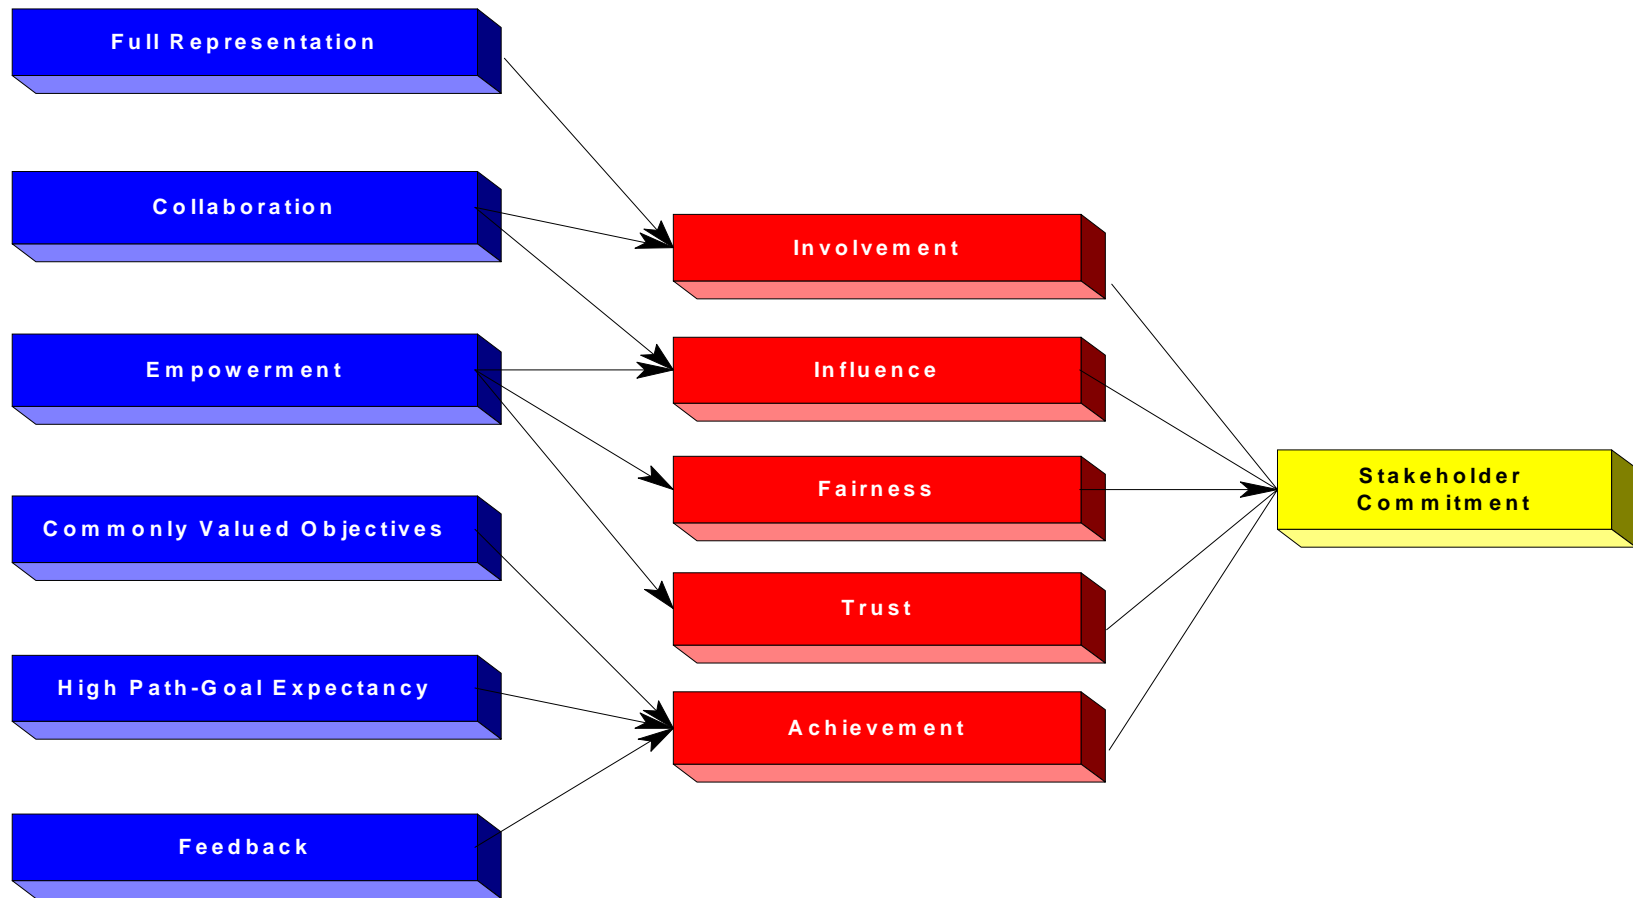 Full Representation
Collaboration
Empowerment
Commonly Valued Objectives
High Path-Goal Expectancy
Feedback
Involvement
Influence
Fairness
Trust
Achievement
Stakeholder
Commitment